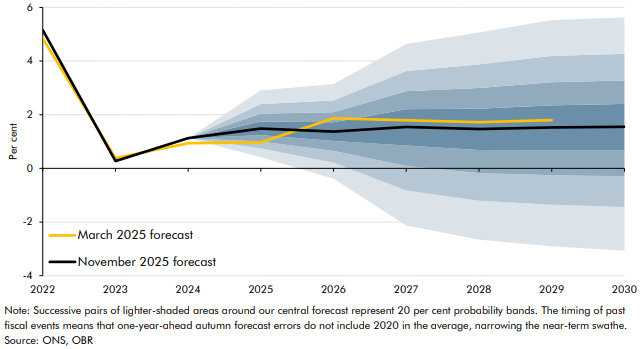 6
4
2
0
-2
-4
Per cent
March 2025 forecast
November 2025 forecast
2022 2023 2024 2025 2026 2027 2028 2029 2030
Note: Successive pairs of lighter-shaded areas around our central forecast represent 20 per cent probability bands. The timing of past
fiscal events means that one-year-ahead autumn forecast errors do not include 2020 in the average, narrowing the near-term swathe.
Source: ONS, OBR